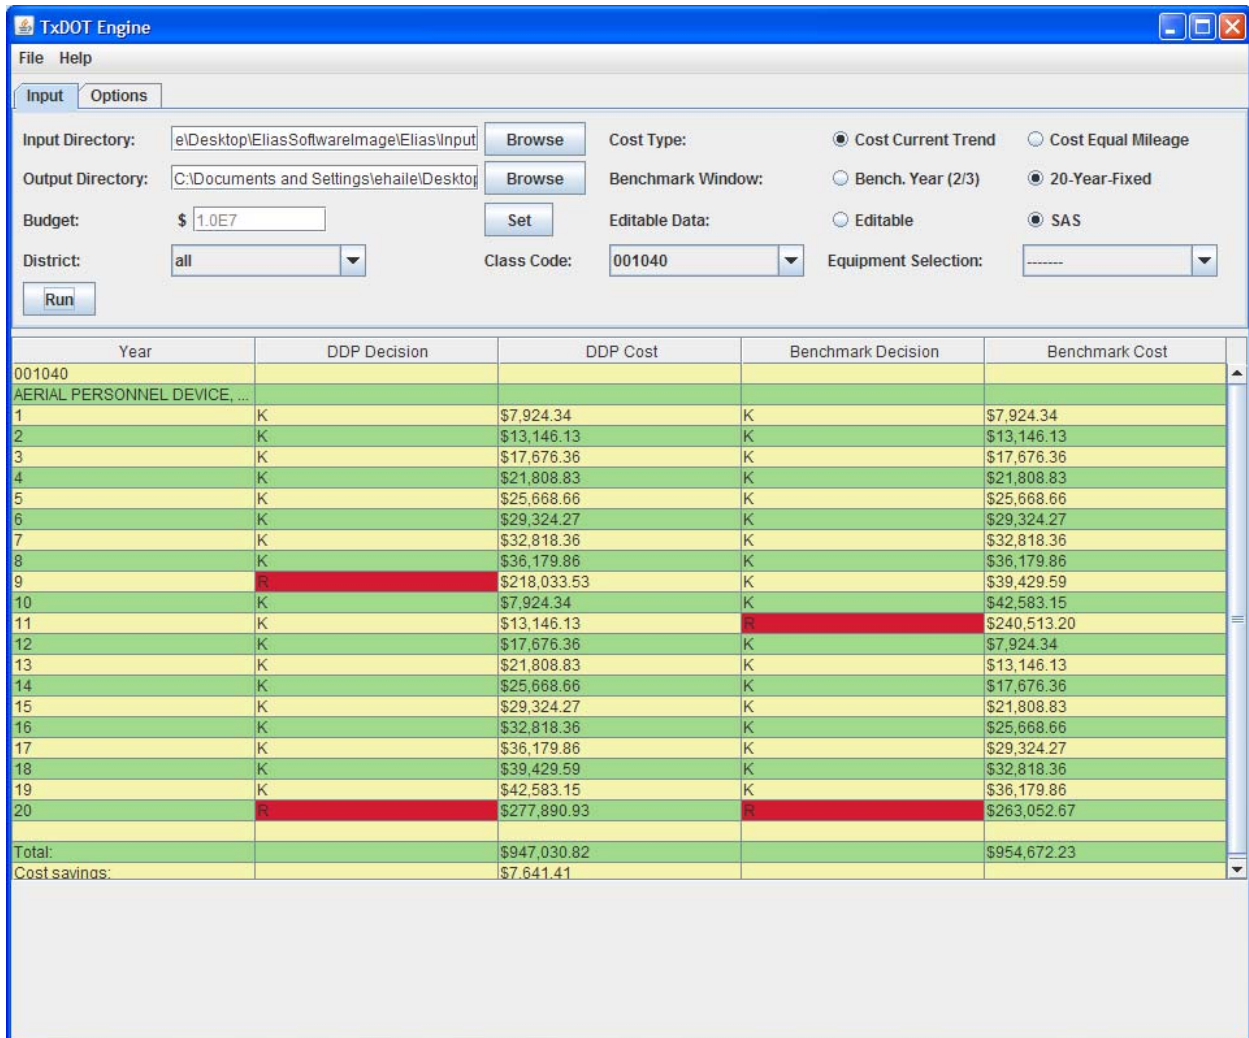 TxDOT Engine
File Help
Input Options
Input Directory: e\Desktop\EliasSoftwareImage\Elias\Input Browse Cost Type: Cost Current Trend Cost Equal Mileage
Output Directory: C:\Documents and Settings\ehaile\Desktop Browse Benchmark Window: Bench. Year (2/3) 20-Year-Fixed
Budget: $ 1.0E7 Set Editable Data: Editable SAS
District: all Class Code: 001040 Equipment Selection: -------
Run
Year DDP Decision DDP Cost Benchmark Decision Benchmark Cost
001040
AERIAL PERSONNEL DEVICE, ...
1 K $7,924.34 K $7,924.34
2 K $13,146.13 K $13,146.13
3 K $17,676.36 K $17,676.36
4 K $21,808.83 K $21,808.83
5 K $25,668.66 K $25,668.66
6 K $29,324.27 K $29,324.27
7 K $32,818.36 K $32,818.36
8 K $36,179.86 K $36,179.86
9 R $218,033.53 K $39,429.59
10 K $7,924.34 K $42,583.15
11 K $13,146.13 R $240,513.20
12 K $17,676.36 K $7,924.34
13 K $21,808.83 K $13,146.13
14 K $25,668.66 K $17,676.36
15 K $29,324.27 K $21,808.83
16 K $32,818.36 K $25,668.66
17 K $36,179.86 K $29,324.27
18 K $39,429.59 K $32,818.36
19 K $42,583.15 K $36,179.86
20 R $277,890.93 R $263,052.67
Total: $947,030.82 $954,672.23
Cost savings: $7,641.41